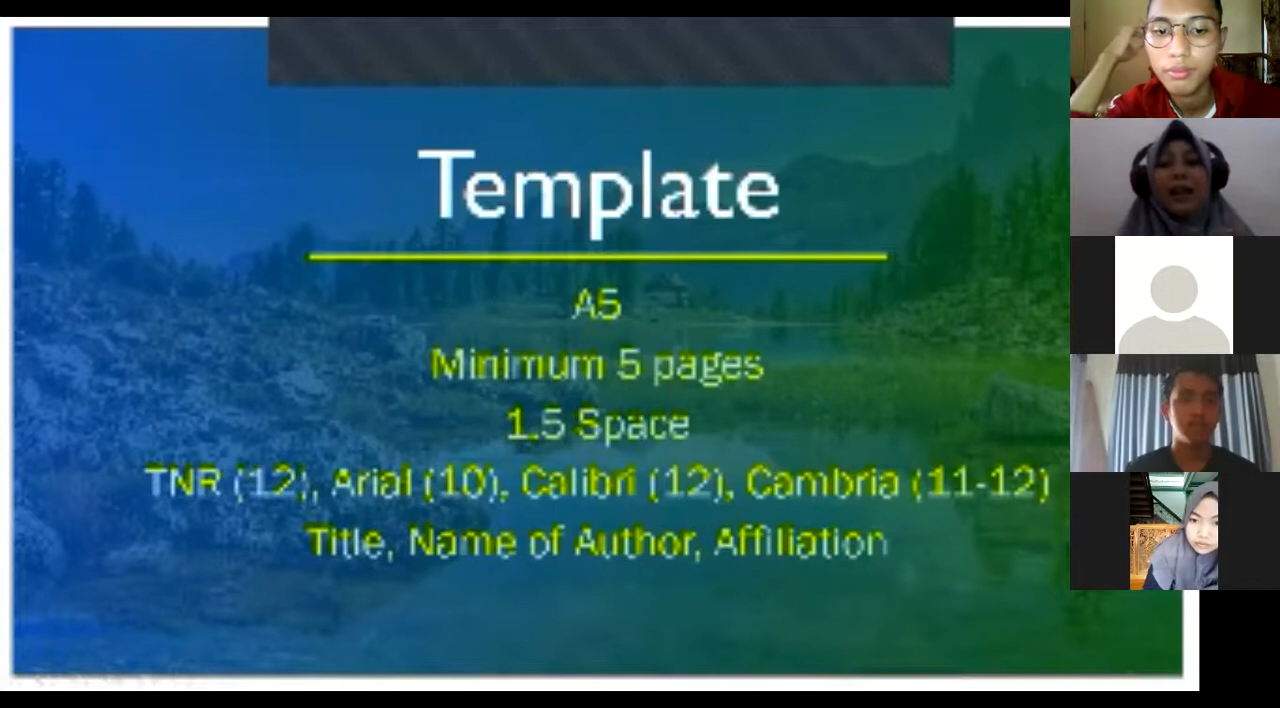 Template
A5
Minimum 5 pages
1.5 Space
TNR (12), Arial (10), Calibri (12), Cambria (11-12)
Title, Name of Author, Affiliation